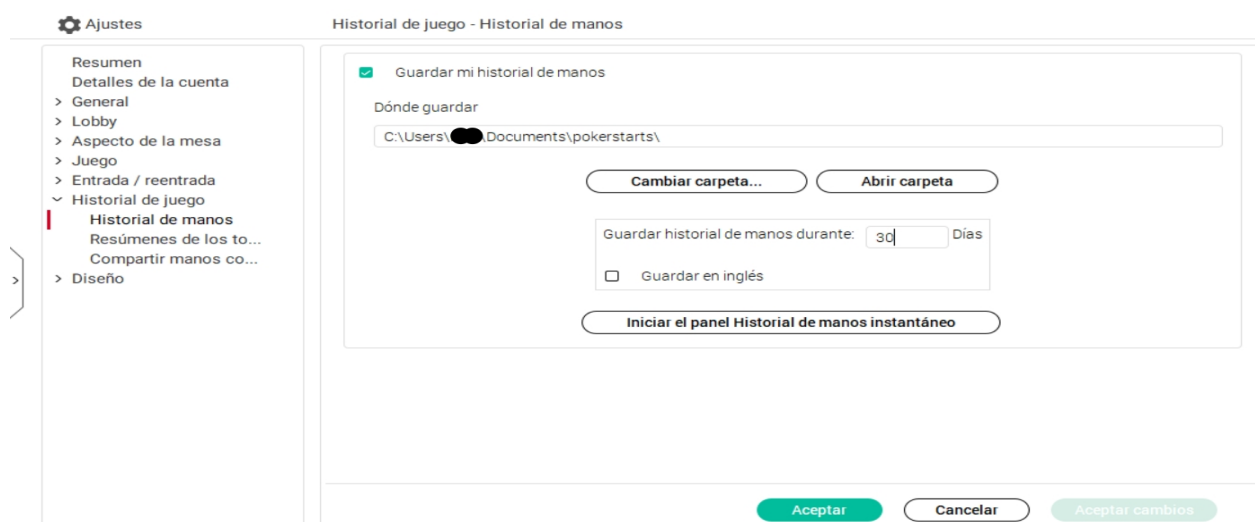 Ajustes
Historial de juego - Historial de manos
Resumen
Detalles de la cuenta
> General
> Lobby
> Aspecto de la mesa
> Juego
> Entrada / reentrada
Historial de juego
Historial de manos
Resúmenes de los to...
Compartir manos co...
> Diseño
>
Guardar mi historial de manos
Dónde guardar
C:\Users\ \Documents\pokerstarts\
Cambiar carpeta... Abrir carpeta
Guardar historial de manos durante: 30 Días
Guardar en inglés
Iniciar el panel Historial de manos instantáneo
Aceptar Cancelar Aceptar cambios